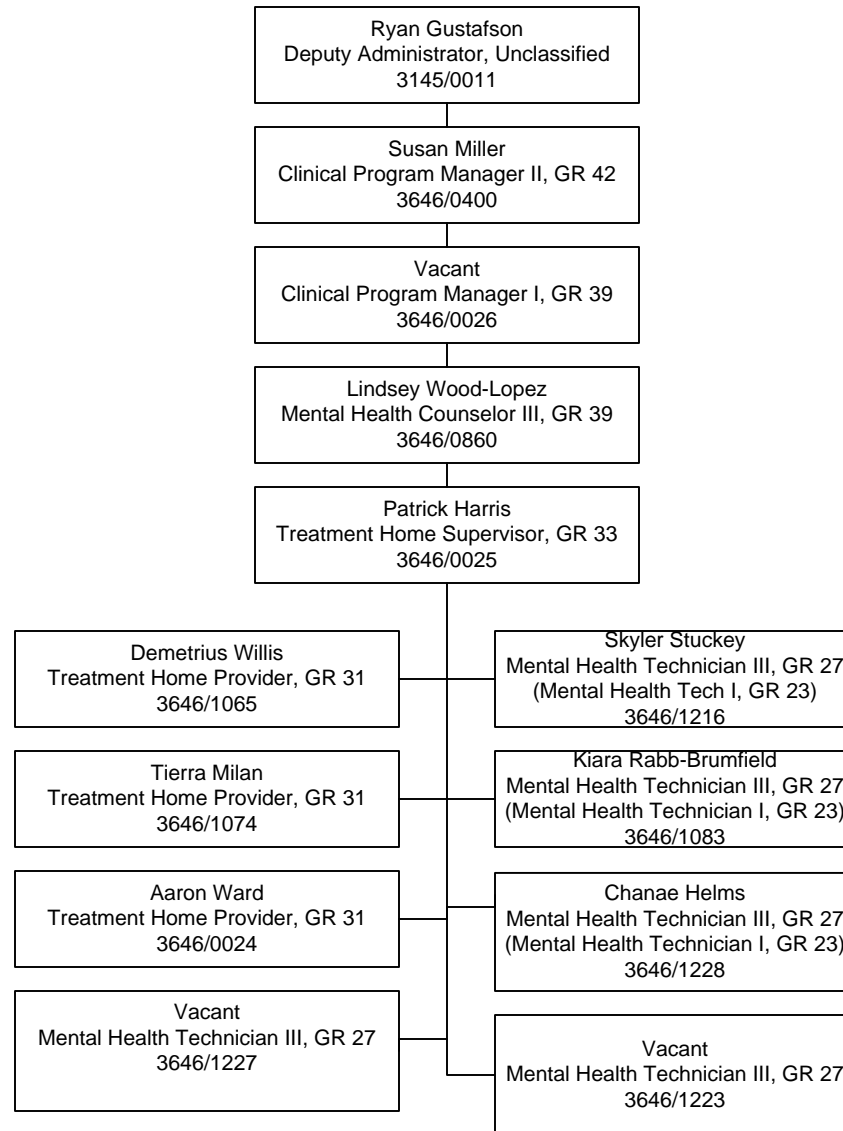 Ryan Gustafson
Deputy Administrator, Unclassified
3145/0011
Susan Miller
Clinical Program Manager II, GR 42
3646/0400
Vacant
Clinical Program Manager I, GR 39
3646/0026
Lindsey Wood-Lopez
Mental Health Counselor III, GR 39
3646/0860
Patrick Harris
Treatment Home Supervisor, GR 33
3646/0025
Demetrius Willis
Treatment Home Provider, GR 31
3646/1065
Skyler Stuckey
Mental Health Technician III, GR 27
(Mental Health Tech I, GR 23)
3646/1216
Tierra Milan
Treatment Home Provider, GR 31
3646/1074
Kiara Rabb-Brumfield
Mental Health Technician III, GR 27
(Mental Health Technician I, GR 23)
3646/1083
Aaron Ward
Treatment Home Provider, GR 31
3646/0024
Chanae Helms
Mental Health Technician III, GR 27
(Mental Health Technician I, GR 23)
3646/1228
Vacant
Mental Health Technician III, GR 27
3646/1227
Vacant
Mental Health Technician III, GR 27
3646/1223